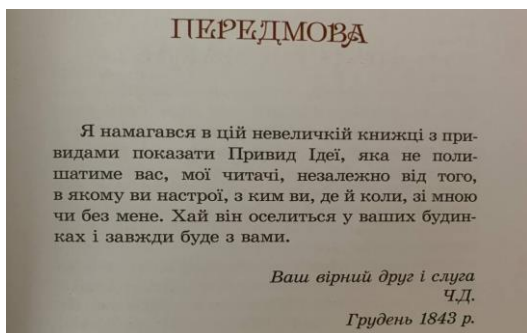 ПЕРЕДМОВА
Я намагався в цій невеличкій книжці з при-
видами показати Привид Ідеї, яка не поли-
шатиме вас, мої читачі, незалежно від того,
в якому ви настрої, з ким ви, де й коли, зі мною
чи без мене. Хай він оселиться у ваших будин-
ках і завжди буде з вами.
Ваш вірний друг і слуга
Ч.Д.
Грудень 1843 р.